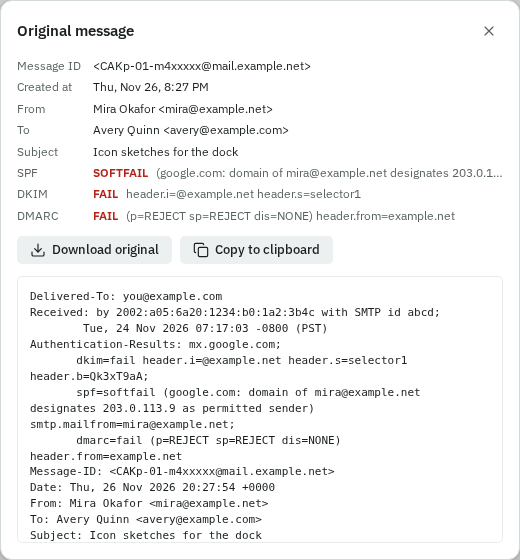 Original message
Message ID <CAKp-01-m4xxxxx@mail.example.net>
Created at Thu, Nov 26, 8:27 PM
From Mira Okafor <mira@example.net>
To Avery Quinn <avery@example.com>
Subject Icon sketches for the dock
SPF SOFTFAIL (google.com: domain of mira@example.net designates 203.0.1...
DKIM FAIL header.i=@example.net header.s=selector1
DMARC FAIL (p=REJECT sp=REJECT dis=NONE) header.from=example.net
Download original Copy to clipboard
Delivered-To: you@example.com
Received: by 2002:a05:6a20:1234:b0:1a2:3b4c with SMTP id abcd;
Tue, 24 Nov 2026 07:17:03 -0800 (PST)
Authentication-Results: mx.google.com;
dkim=fail header.i=@example.net header.s=selector1
header.b=Qk3xT9aA;
spf=softfail (google.com: domain of mira@example.net
designates 203.0.113.9 as permitted sender)
smtp.mailfrom=mira@example.net;
dmarc=fail (p=REJECT sp=REJECT dis=NONE)
header.from=example.net
Message-ID: <CAKp-01-m4xxxxx@mail.example.net>
Date: Thu, 26 Nov 2026 20:27:54 +0000
From: Mira Okafor <mira@example.net>
To: Avery Quinn <avery@example.com>
Subject: Icon sketches for the dock